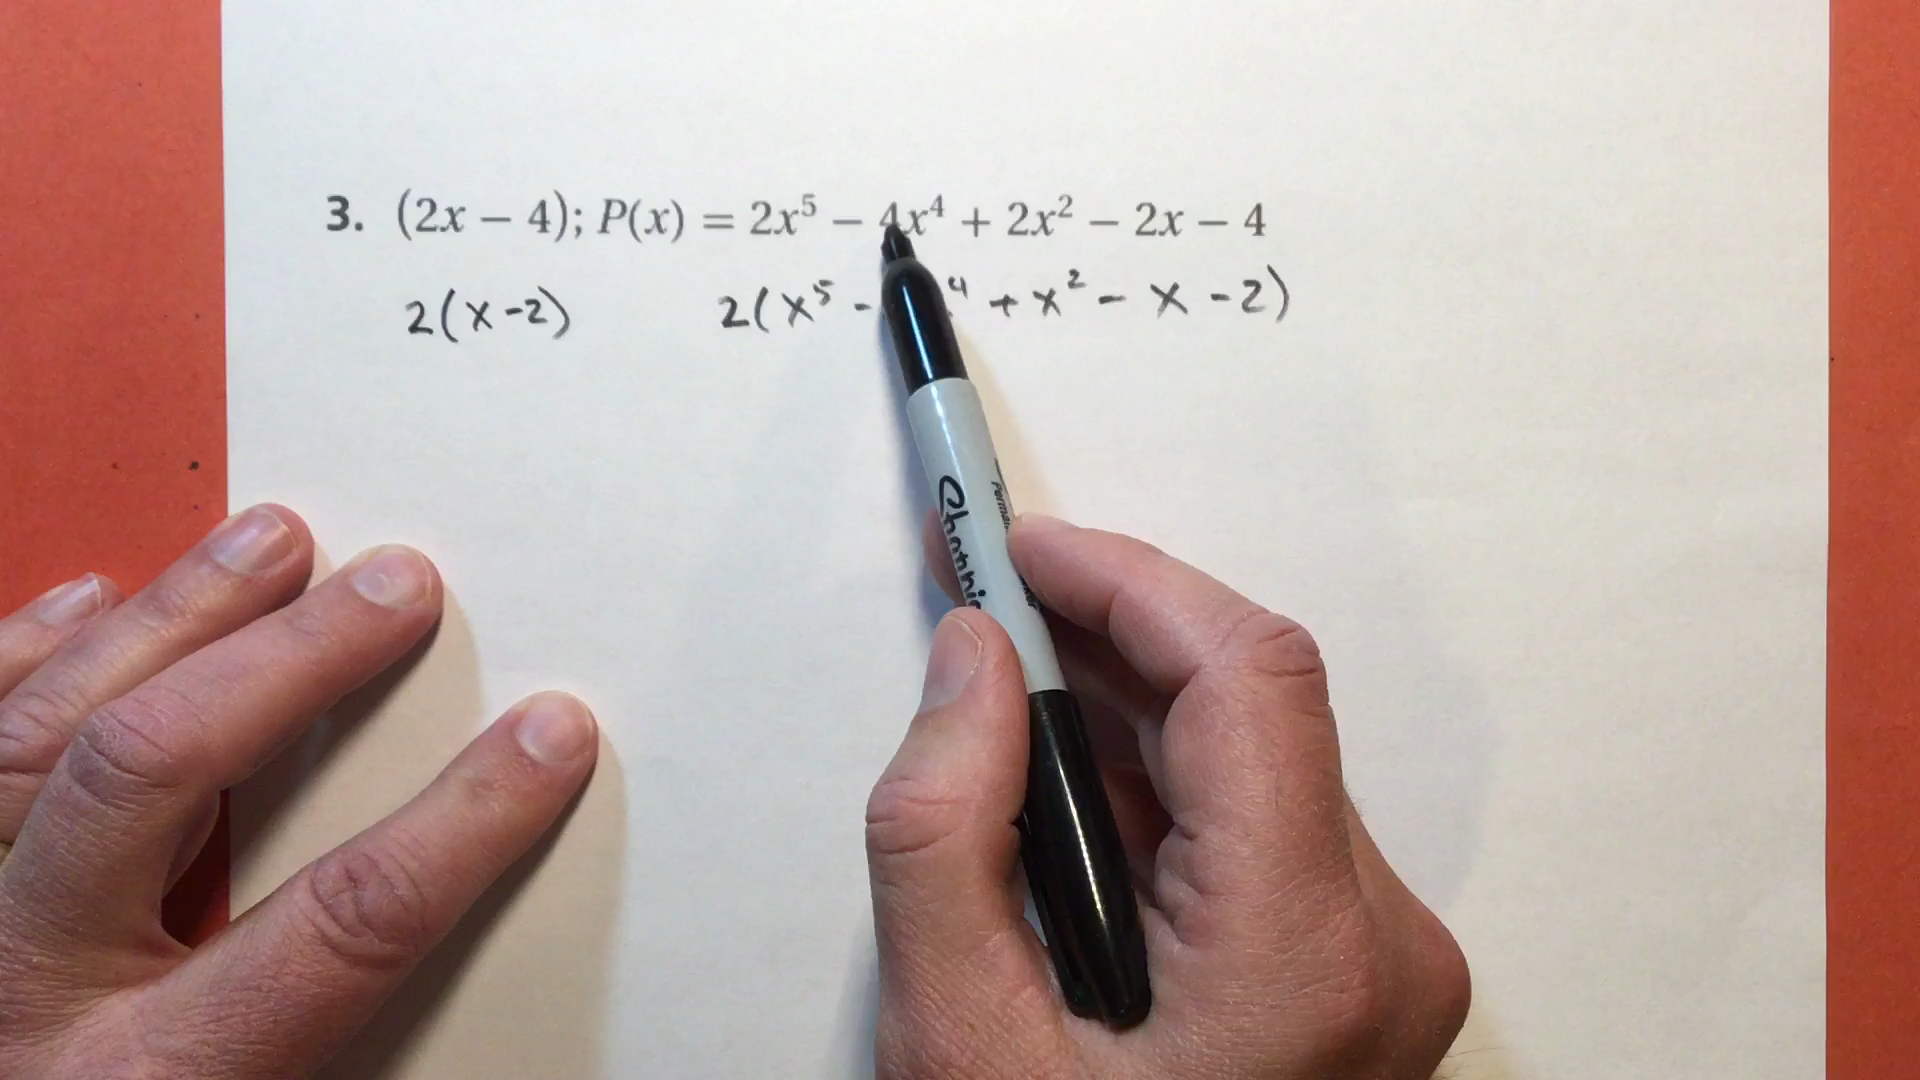 3. (2x − 4); P(x) = 2x⁵ − 4x⁴ + 2x² − 2x − 4
2(x-2) 2(x⁵ - ⁴ + x² - x -2)